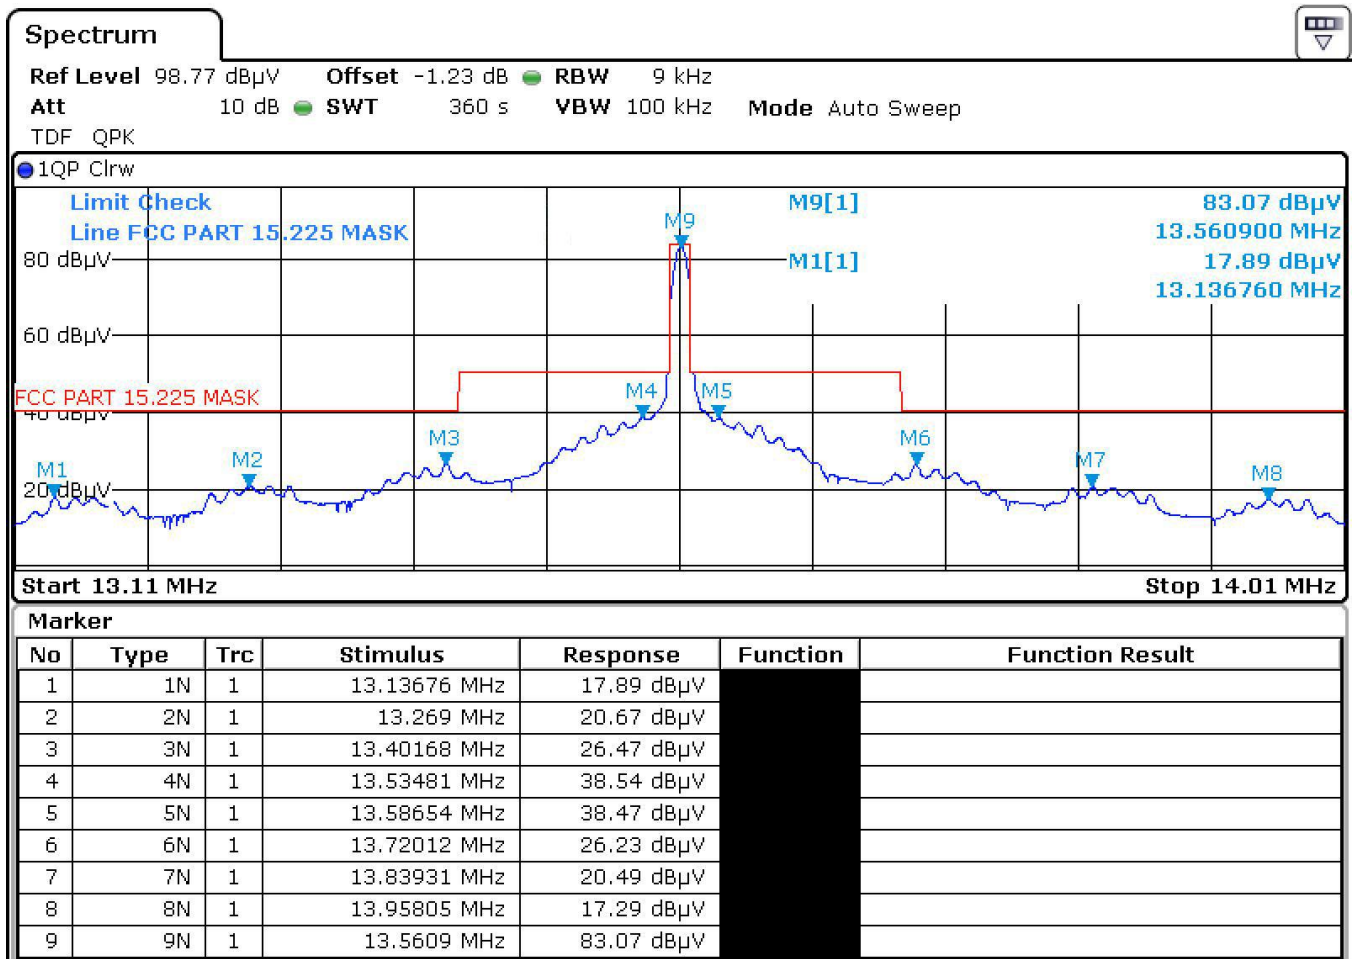 Spectrum
Ref Level 98.77 dBµV Offset -1.23 dB RBW 9 kHz
Att 10 dB SWT 360 s VBW 100 kHz Mode Auto Sweep
TDF QPK
1QP Clrw
Limit Check
Line FCC PART 15.225 MASK
M9[1] 83.07 dBµV
13.560900 MHz
M1[1] 17.89 dBµV
13.136760 MHz
M9
80 dBµV
60 dBµV
FCC PART 15.225 MASK
40 dBµV
M4 M5
M3 M6
M1 M2 M7 M8
20 dBµV
Start 13.11 MHz Stop 14.01 MHz
Marker
No Type Trc Stimulus Response Function Function Result
1 1N 1 13.13676 MHz 17.89 dBµV
2 2N 1 13.269 MHz 20.67 dBµV
3 3N 1 13.40168 MHz 26.47 dBµV
4 4N 1 13.53481 MHz 38.54 dBµV
5 5N 1 13.58654 MHz 38.47 dBµV
6 6N 1 13.72012 MHz 26.23 dBµV
7 7N 1 13.83931 MHz 20.49 dBµV
8 8N 1 13.95805 MHz 17.29 dBµV
9 9N 1 13.5609 MHz 83.07 dBµV